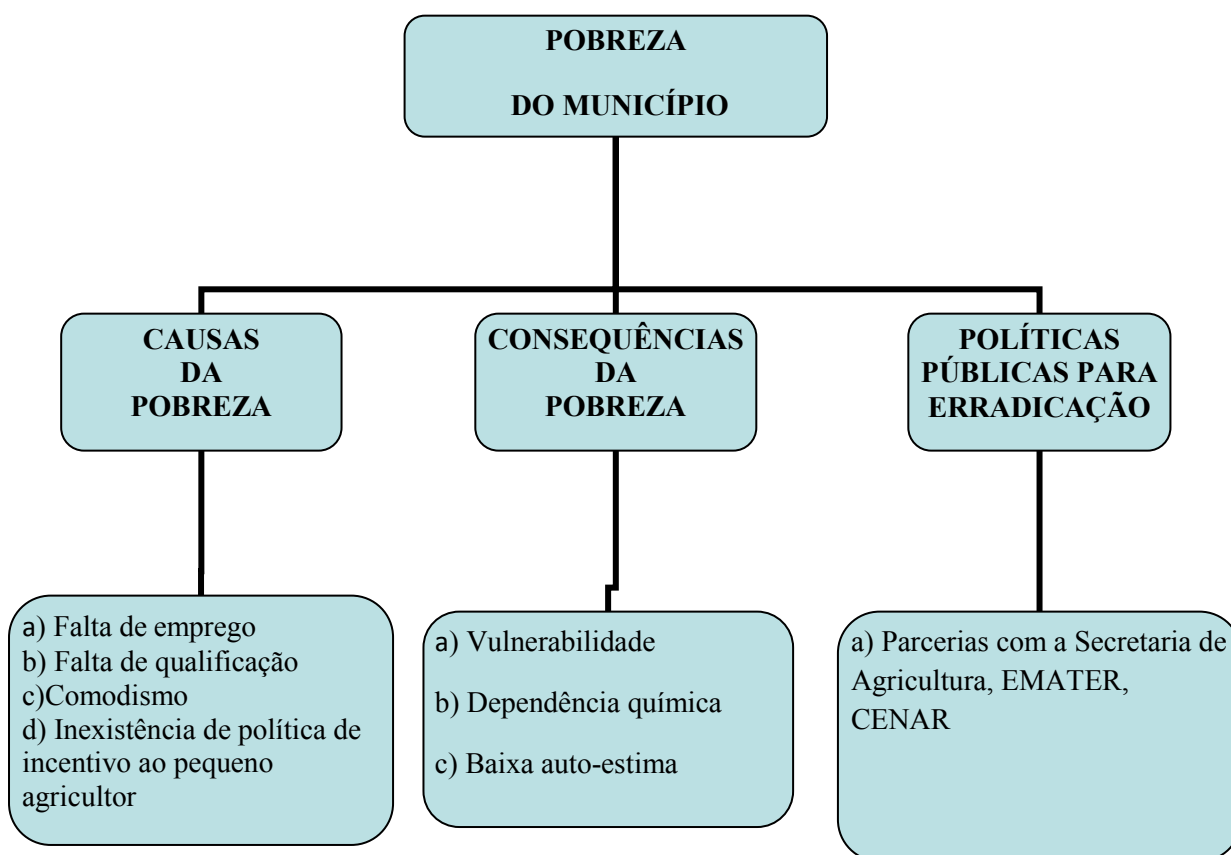 POBREZA
DO MUNICÍPIO
CAUSAS
DA
POBREZA
CONSEQUÊNCIAS
DA
POBREZA
POLÍTICAS
PÚBLICAS PARA
ERRADICAÇÃO
a) Falta de emprego
b) Falta de qualificação
c)Comodismo
d) Inexistência de política de
incentivo ao pequeno
agricultor
a) Vulnerabilidade
b) Dependência química
c) Baixa auto-estima
a) Parcerias com a Secretaria de
Agricultura, EMATER,
CENAR